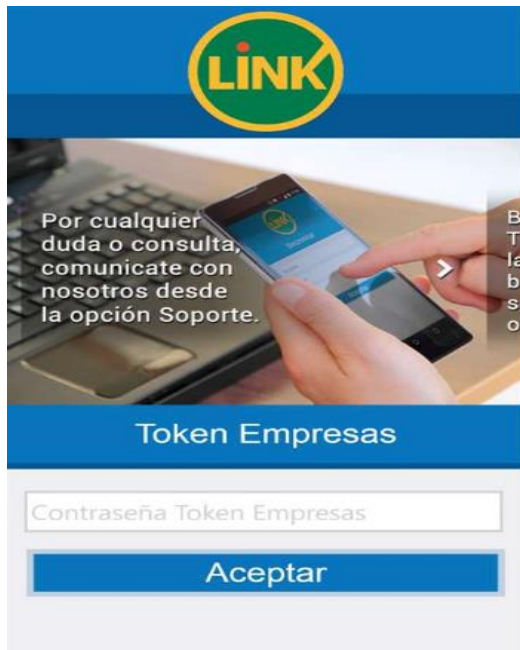 LINK
Por cualquier
duda o consulta,
comunicate con
nosotros desde
la opción Soporte.
Token Empresas
Contraseña Token Empresas
Aceptar